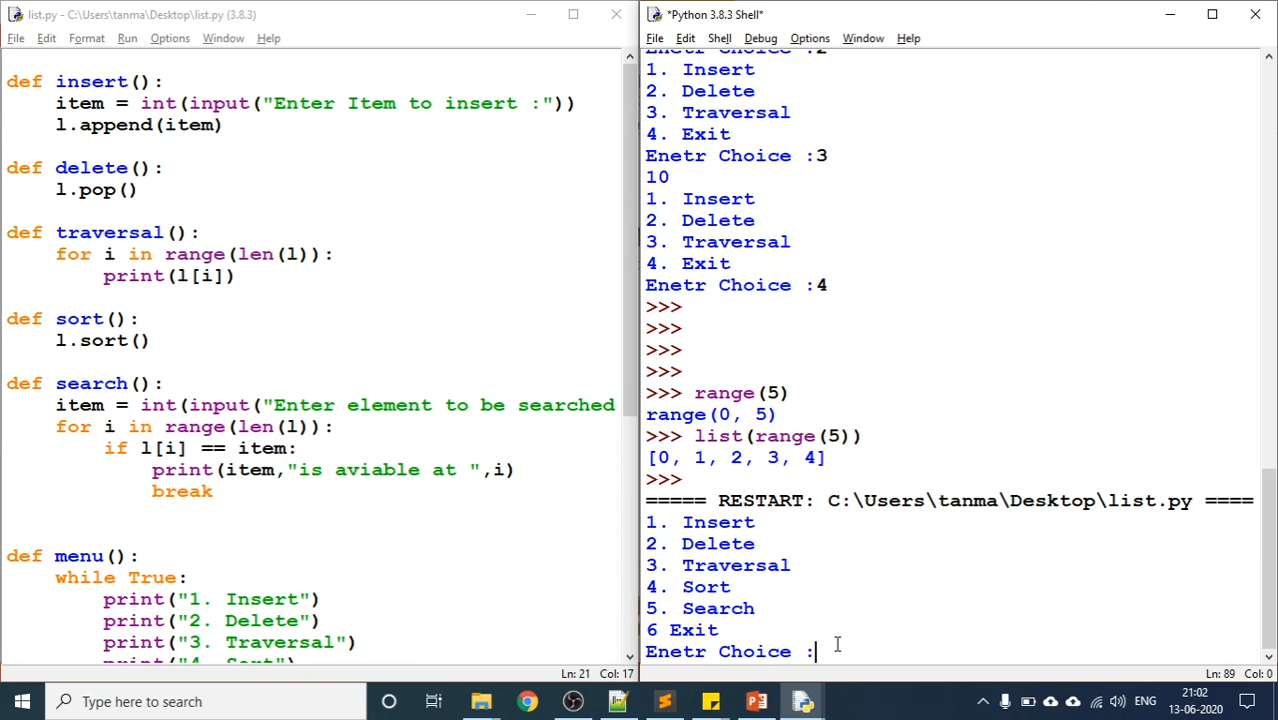 list.py - C:\Users\tanma\Desktop\list.py (3.8.3)
File Edit Format Run Options Window Help
def insert():
    item = int(input("Enter Item to insert :"))
    l.append(item)
def delete():
    l.pop()
def traversal():
    for i in range(len(l)):
        print(l[i])
def sort():
    l.sort()
def search():
    item = int(input("Enter element to be searched
    for i in range(len(l)):
        if l[i] == item:
            print(item,"is aviable at ",i)
            break
def menu():
    while True:
        print("1. Insert")
        print("2. Delete")
        print("3. Traversal")
        print("4. Sort")
Ln: 21 Col: 17
*Python 3.8.3 Shell*
File Edit Shell Debug Options Window Help
Enetr Choice :2
1. Insert
2. Delete
3. Traversal
4. Exit
Enetr Choice :3
10
1. Insert
2. Delete
3. Traversal
4. Exit
Enetr Choice :4
>>>
>>>
>>>
>>>
>>> range(5)
range(0, 5)
>>> list(range(5))
[0, 1, 2, 3, 4]
>>>
===== RESTART: C:\Users\tanma\Desktop\list.py ====
1. Insert
2. Delete
3. Traversal
4. Sort
5. Search
6 Exit
Enetr Choice :
Ln: 89 Col: 0
Type here to search
ENG
21:02
13-06-2020